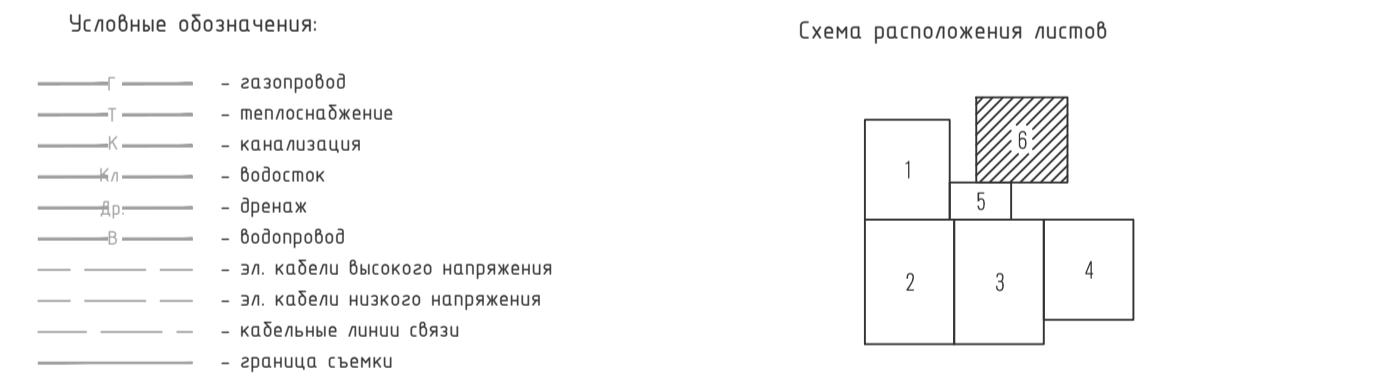 Условные обозначения:
Г - газопровод
Т - теплоснабжение
К - канализация
Кл - водосток
Др. - дренаж
В - водопровод
- эл. кабели высокого напряжения
- эл. кабели низкого напряжения
- кабельные линии связи
- граница съемки
Схема расположения листов
6
1
5
2
3
4